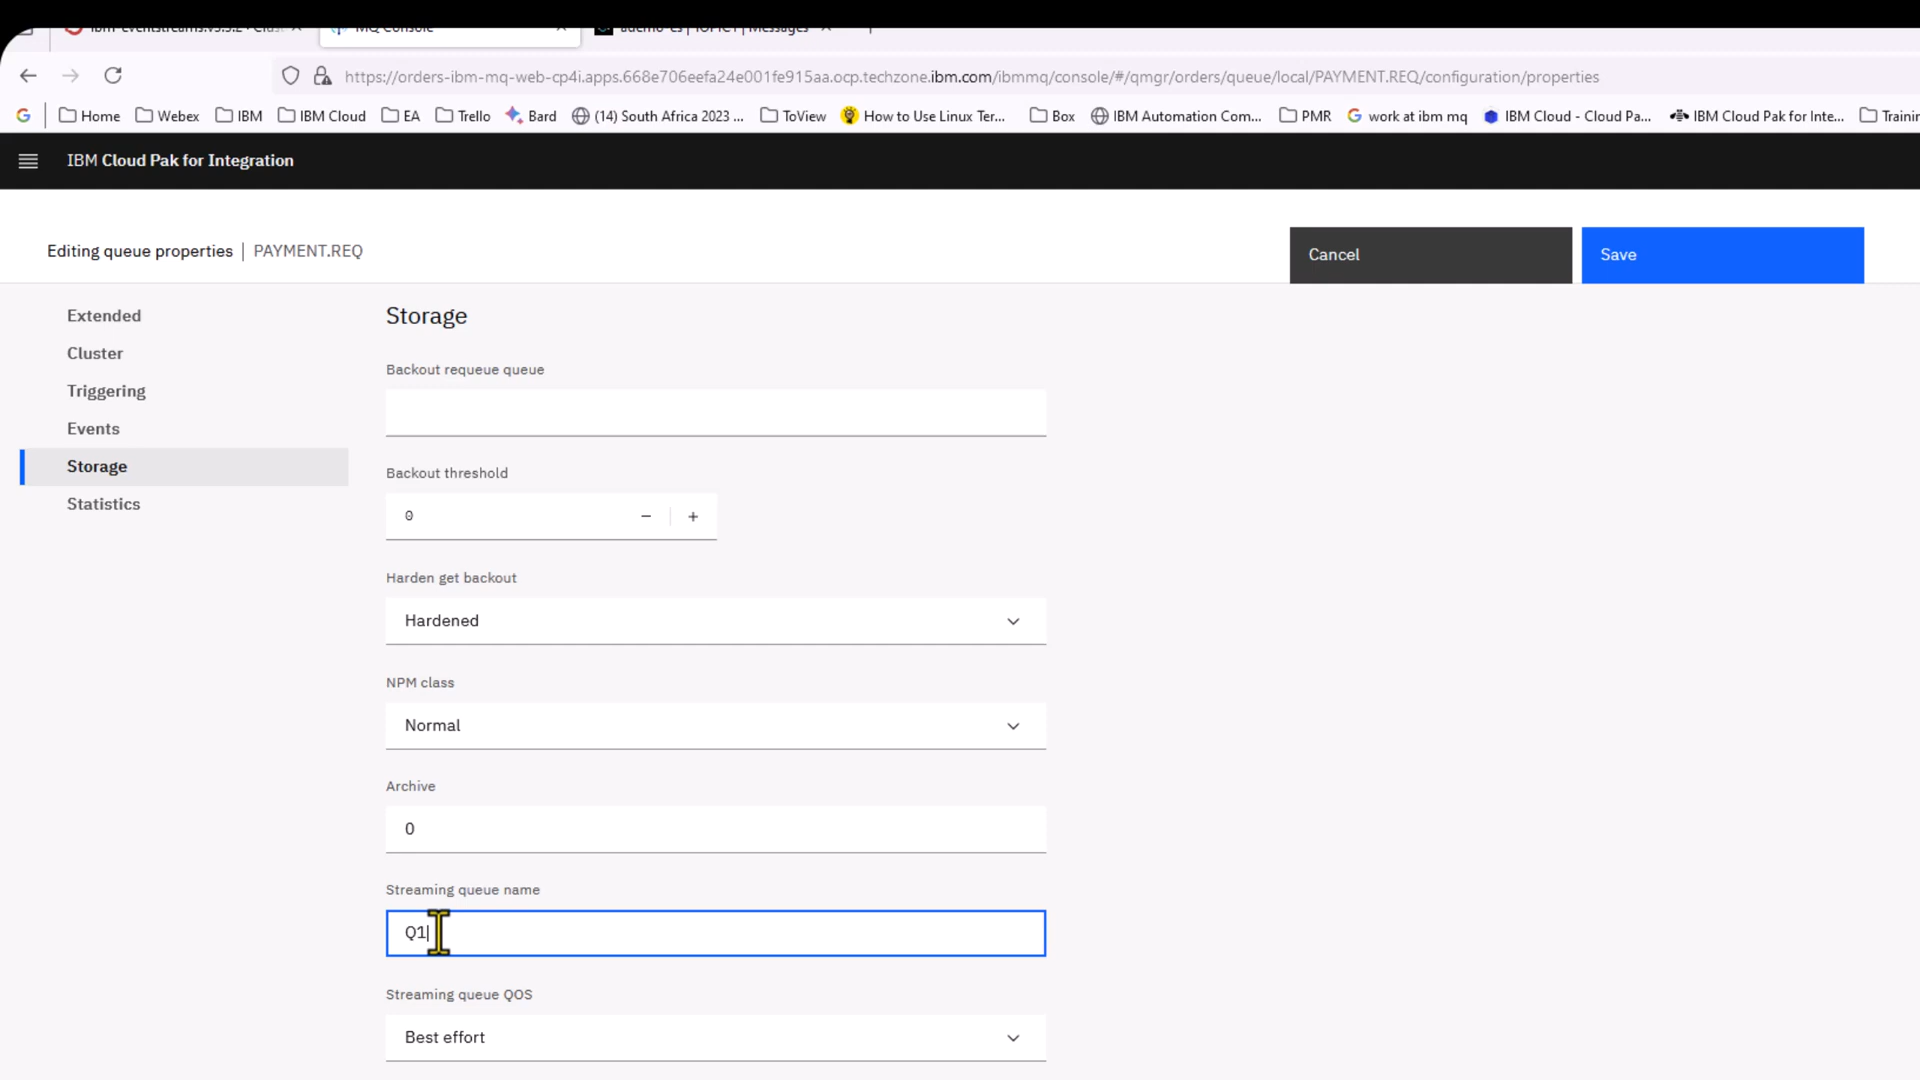 MQ Console
https://orders-ibm-mq-web-cp4i.apps.668e706eefa24e001fe915aa.ocp.techzone.ibm.com/ibmmq/console/#/qmgr/orders/queue/local/PAYMENT.REQ/configuration/properties
Home Webex IBM IBM Cloud EA Trello Bard (14) South Africa 2023 ... ToView How to Use Linux Ter... Box IBM Automation Com... PMR work at ibm mq IBM Cloud - Cloud Pa... IBM Cloud Pak for Inte...
IBM Cloud Pak for Integration
Editing queue properties | PAYMENT.REQ
Cancel
Save
Extended
Cluster
Triggering
Events
Storage
Statistics
Storage
Backout requeue queue
Backout threshold
0
Harden get backout
Hardened
NPM class
Normal
Archive
0
Streaming queue name
Q1
Streaming queue QOS
Best effort